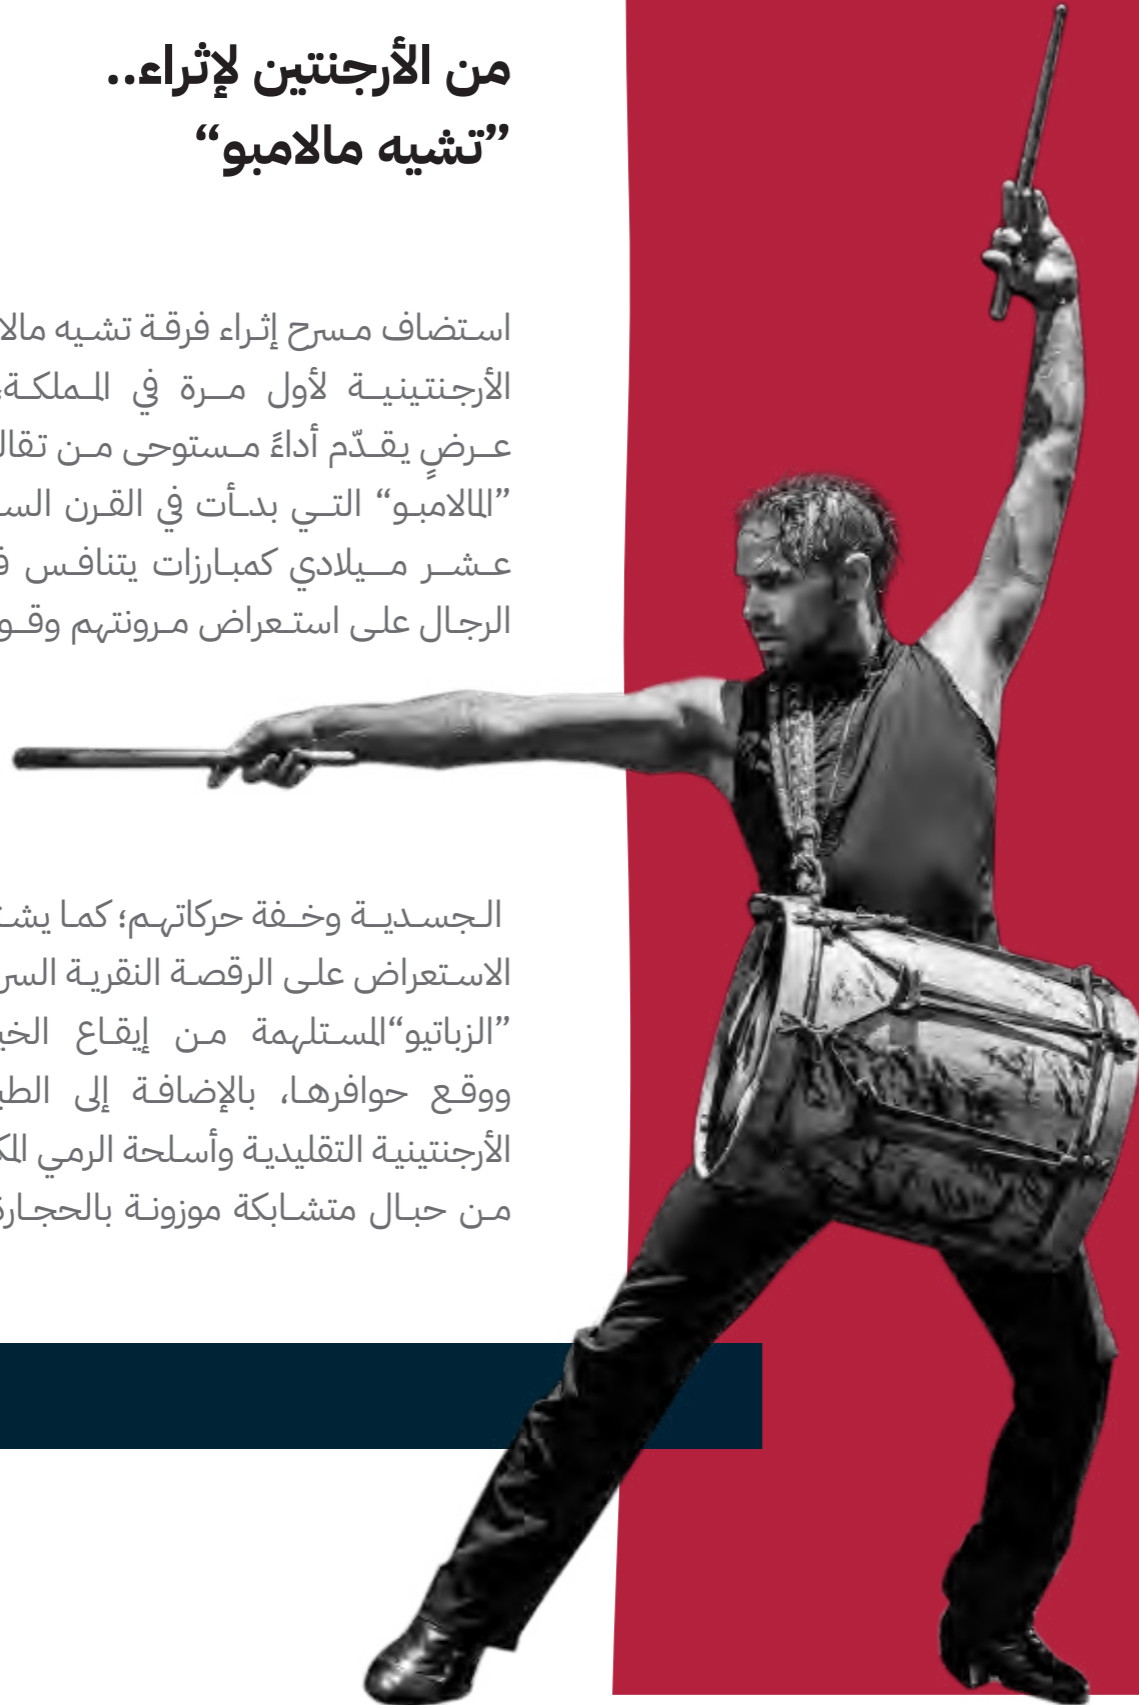 من الأرجنتين لإثراء..
”تشيه مالامبو“
استضاف مسرح إثراء فرقة تشيه
الأرجنتينية لأول مرة في المملكة،
عرضٍ يقدّم أداءً مستوحى من
”المالامبو“ التي بدأت في القرن
عشر ميلادي كمبارزات يتنافس
الرجال على استعراض مرونتهم
الجسدية وخفة حركاتهم؛ كما
الاستعراض على الرقصة النقرية
”الزباتيو“المستلهمة من إيقاع
ووقع حوافرها، بالإضافة إلى
الأرجنتينية التقليدية وأسلحة الرمي
من حبال متشابكة موزونة بالحجارة